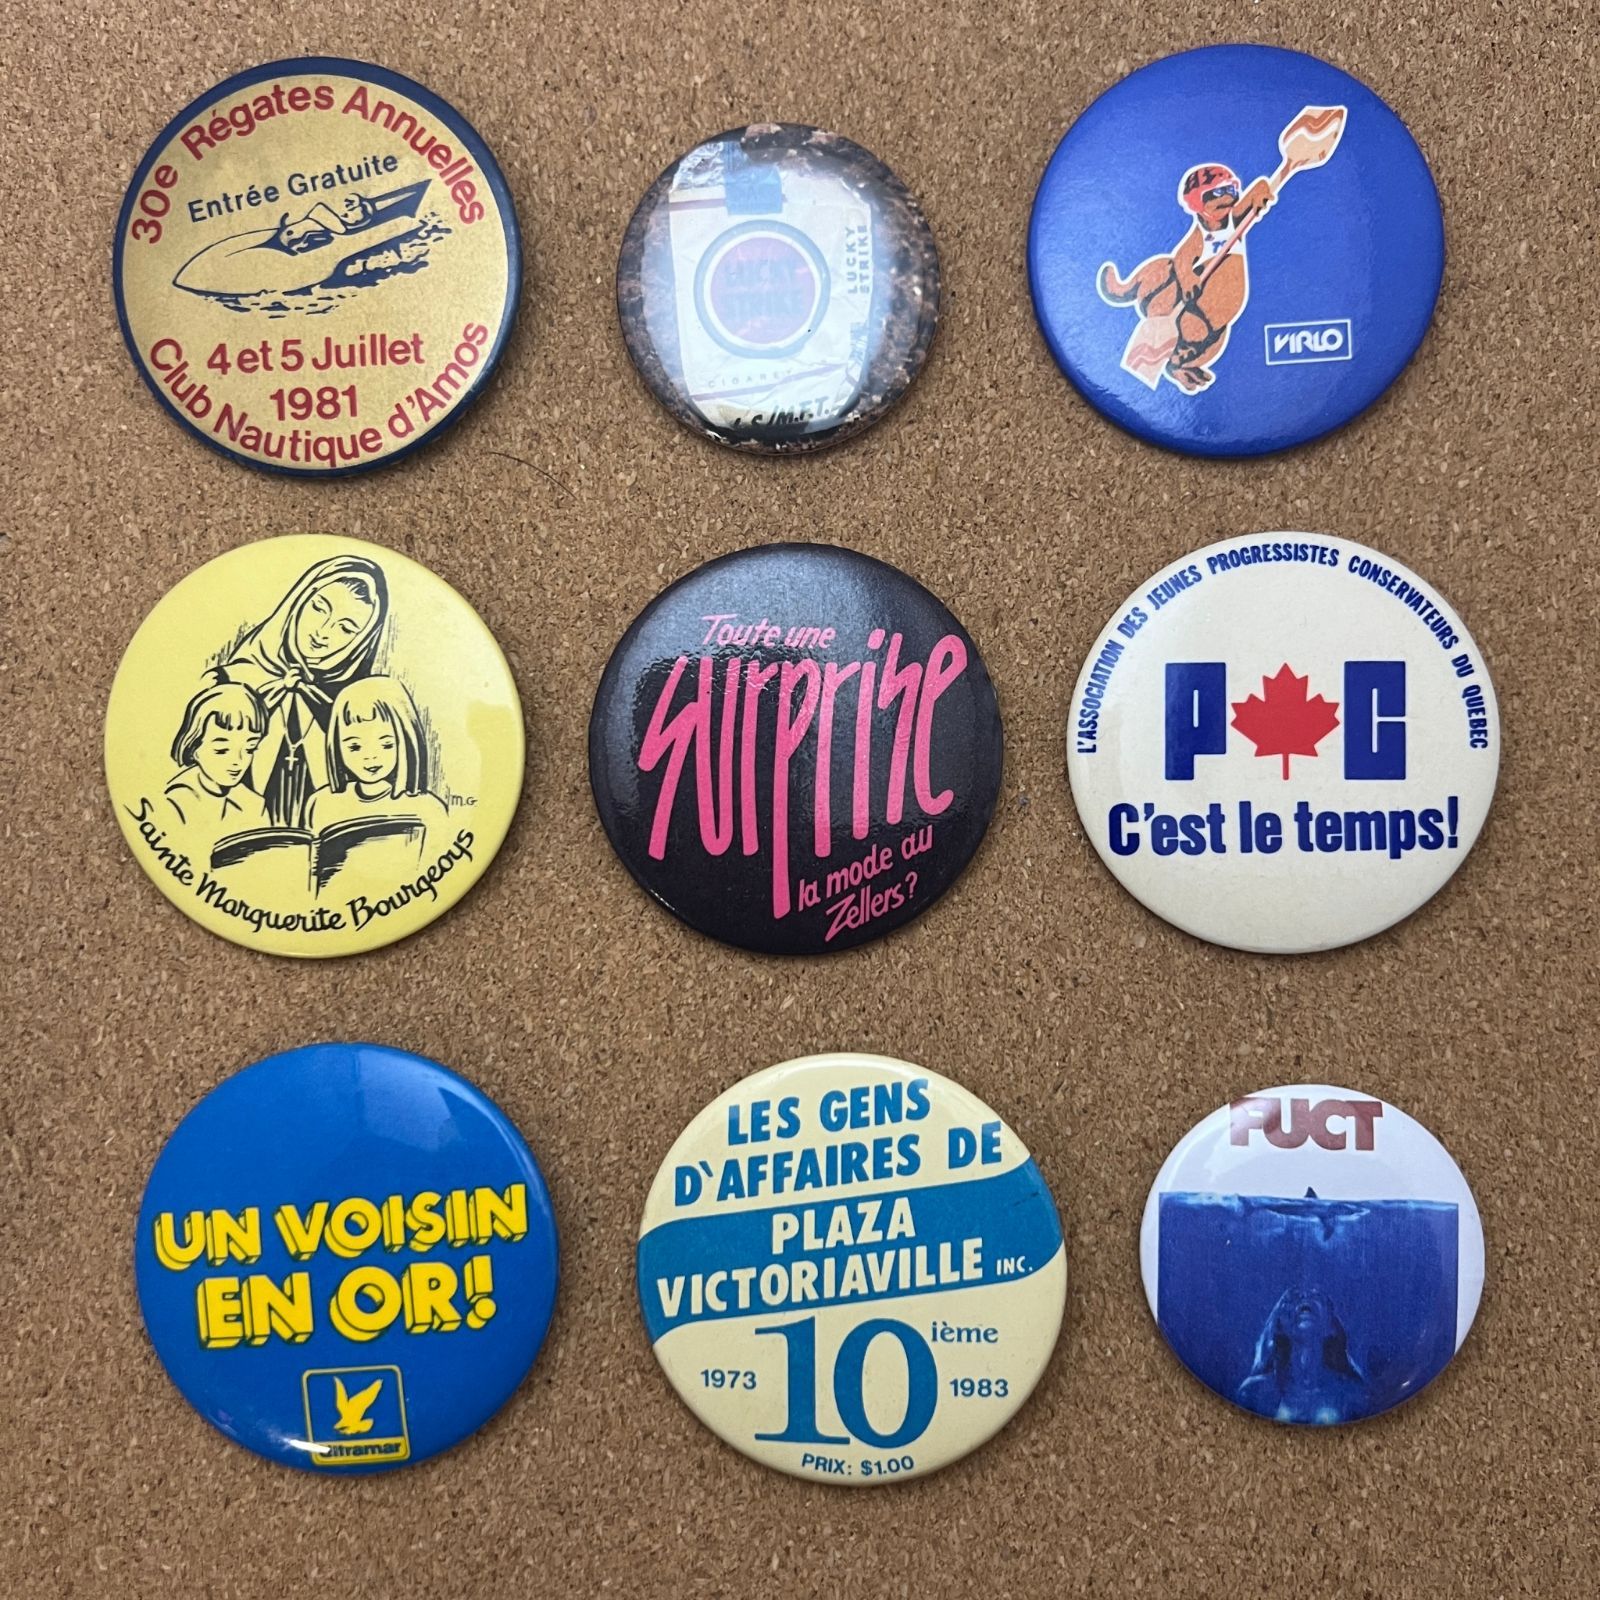 30e Régates Annuelles
Entrée Gratuite
4 et 5 Juillet
1981
Club Nautique d'Amos
LUCKY
STRIKE
LUCKY
STRIKE
L.S./M.F.T.
VIRLO
Sainte Marguerite Bourgeoys
M.G
Toute une
surprise
la mode au
Zellers?
L'ASSOCIATION DES JEUNES PROGRESSISTES CONSERVATEURS DU QUEBEC
P C
C'est le temps!
UN VOISIN
EN OR!
Ultramar
LES GENS
D'AFFAIRES DE
PLAZA
VICTORIAVILLE INC.
10ième
1973
1983
PRIX: $1.00
FUCT